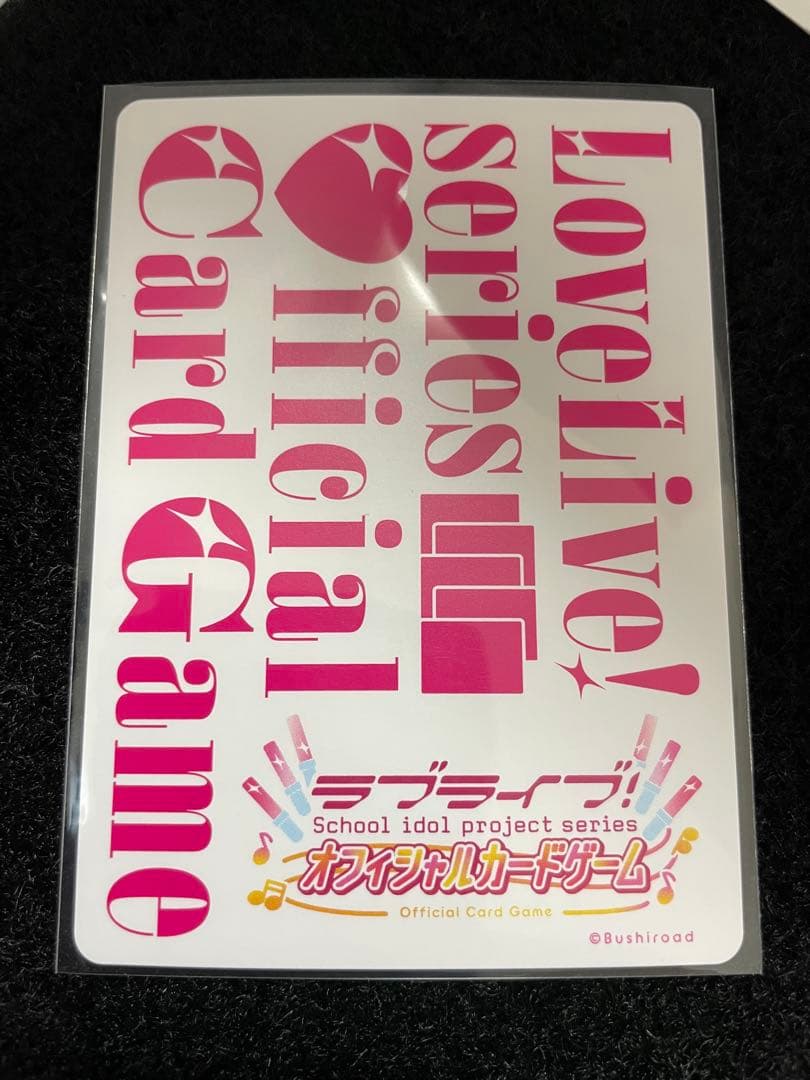 LoveLive!
series
♥fficial
Card Game
ラブライブ!
School idol project series
オフィシャルカードゲーム
Official Card Game
©Bushiroad